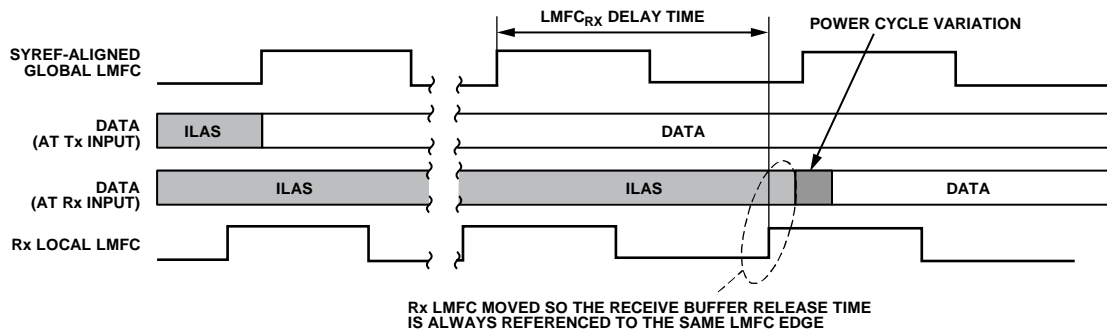 LMFCRX DELAY TIME
POWER CYCLE VARIATION
SYREF-ALIGNED
GLOBAL LMFC
DATA
(AT Tx INPUT)
ILAS
DATA
DATA
(AT Rx INPUT)
ILAS
ILAS
DATA
Rx LOCAL LMFC
Rx LMFC MOVED SO THE RECEIVE BUFFER RELEASE TIME
IS ALWAYS REFERENCED TO THE SAME LMFC EDGE